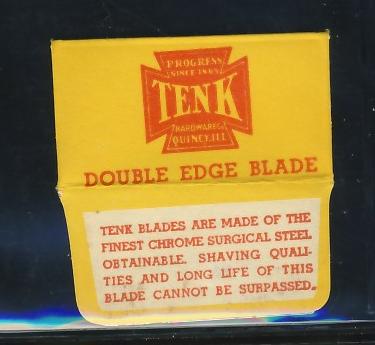 PROGRESS
SINCE 1865
TENK
HARDWARE CO.
QUINCY, ILL.
DOUBLE EDGE BLADE
TENK BLADES ARE MADE OF THE
FINEST CHROME SURGICAL STEEL
OBTAINABLE. SHAVING QUALI-
TIES AND LONG LIFE OF THIS
BLADE CANNOT BE SURPASSED.